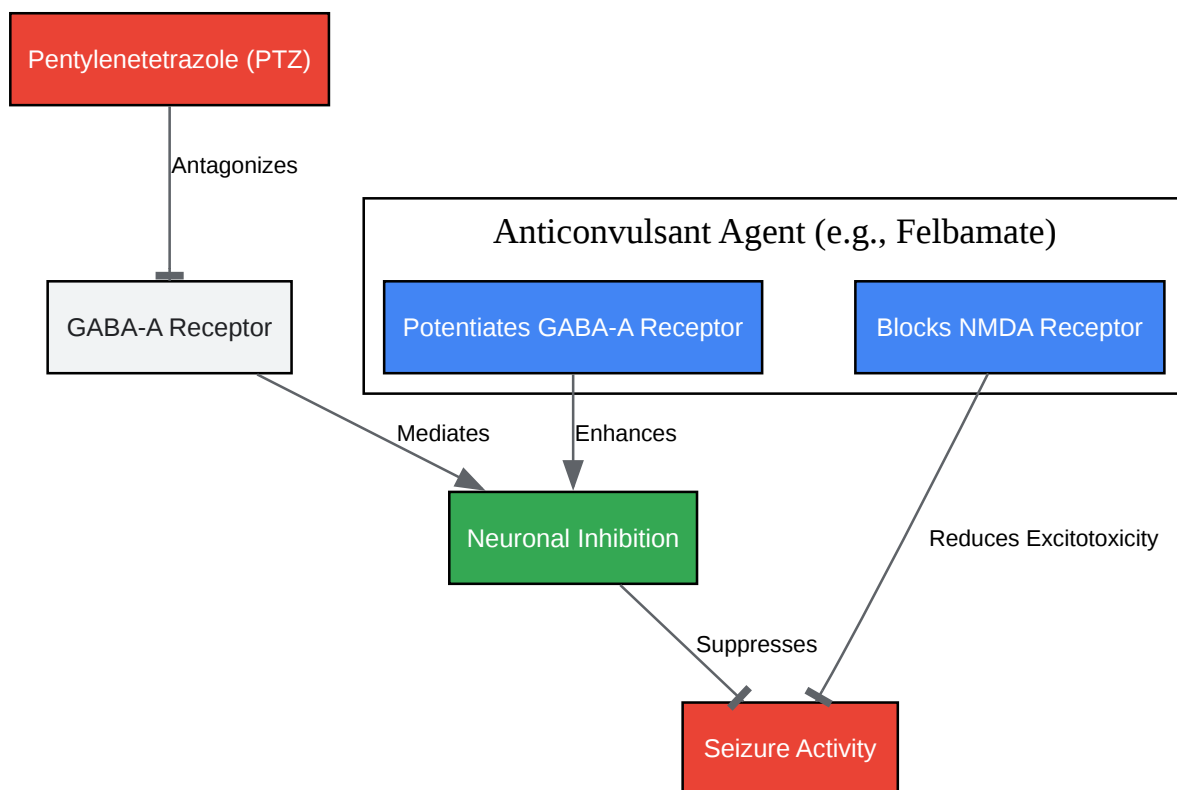 Pentylenetetrazole (PTZ)
Antagonizes
Anticonvulsant Agent (e.g., Felbamate)
GABA-A Receptor
Potentiates GABA-A Receptor
Blocks NMDA Receptor
Mediates
Enhances
Neuronal Inhibition
Reduces Excitotoxicity
Suppresses
Seizure Activity